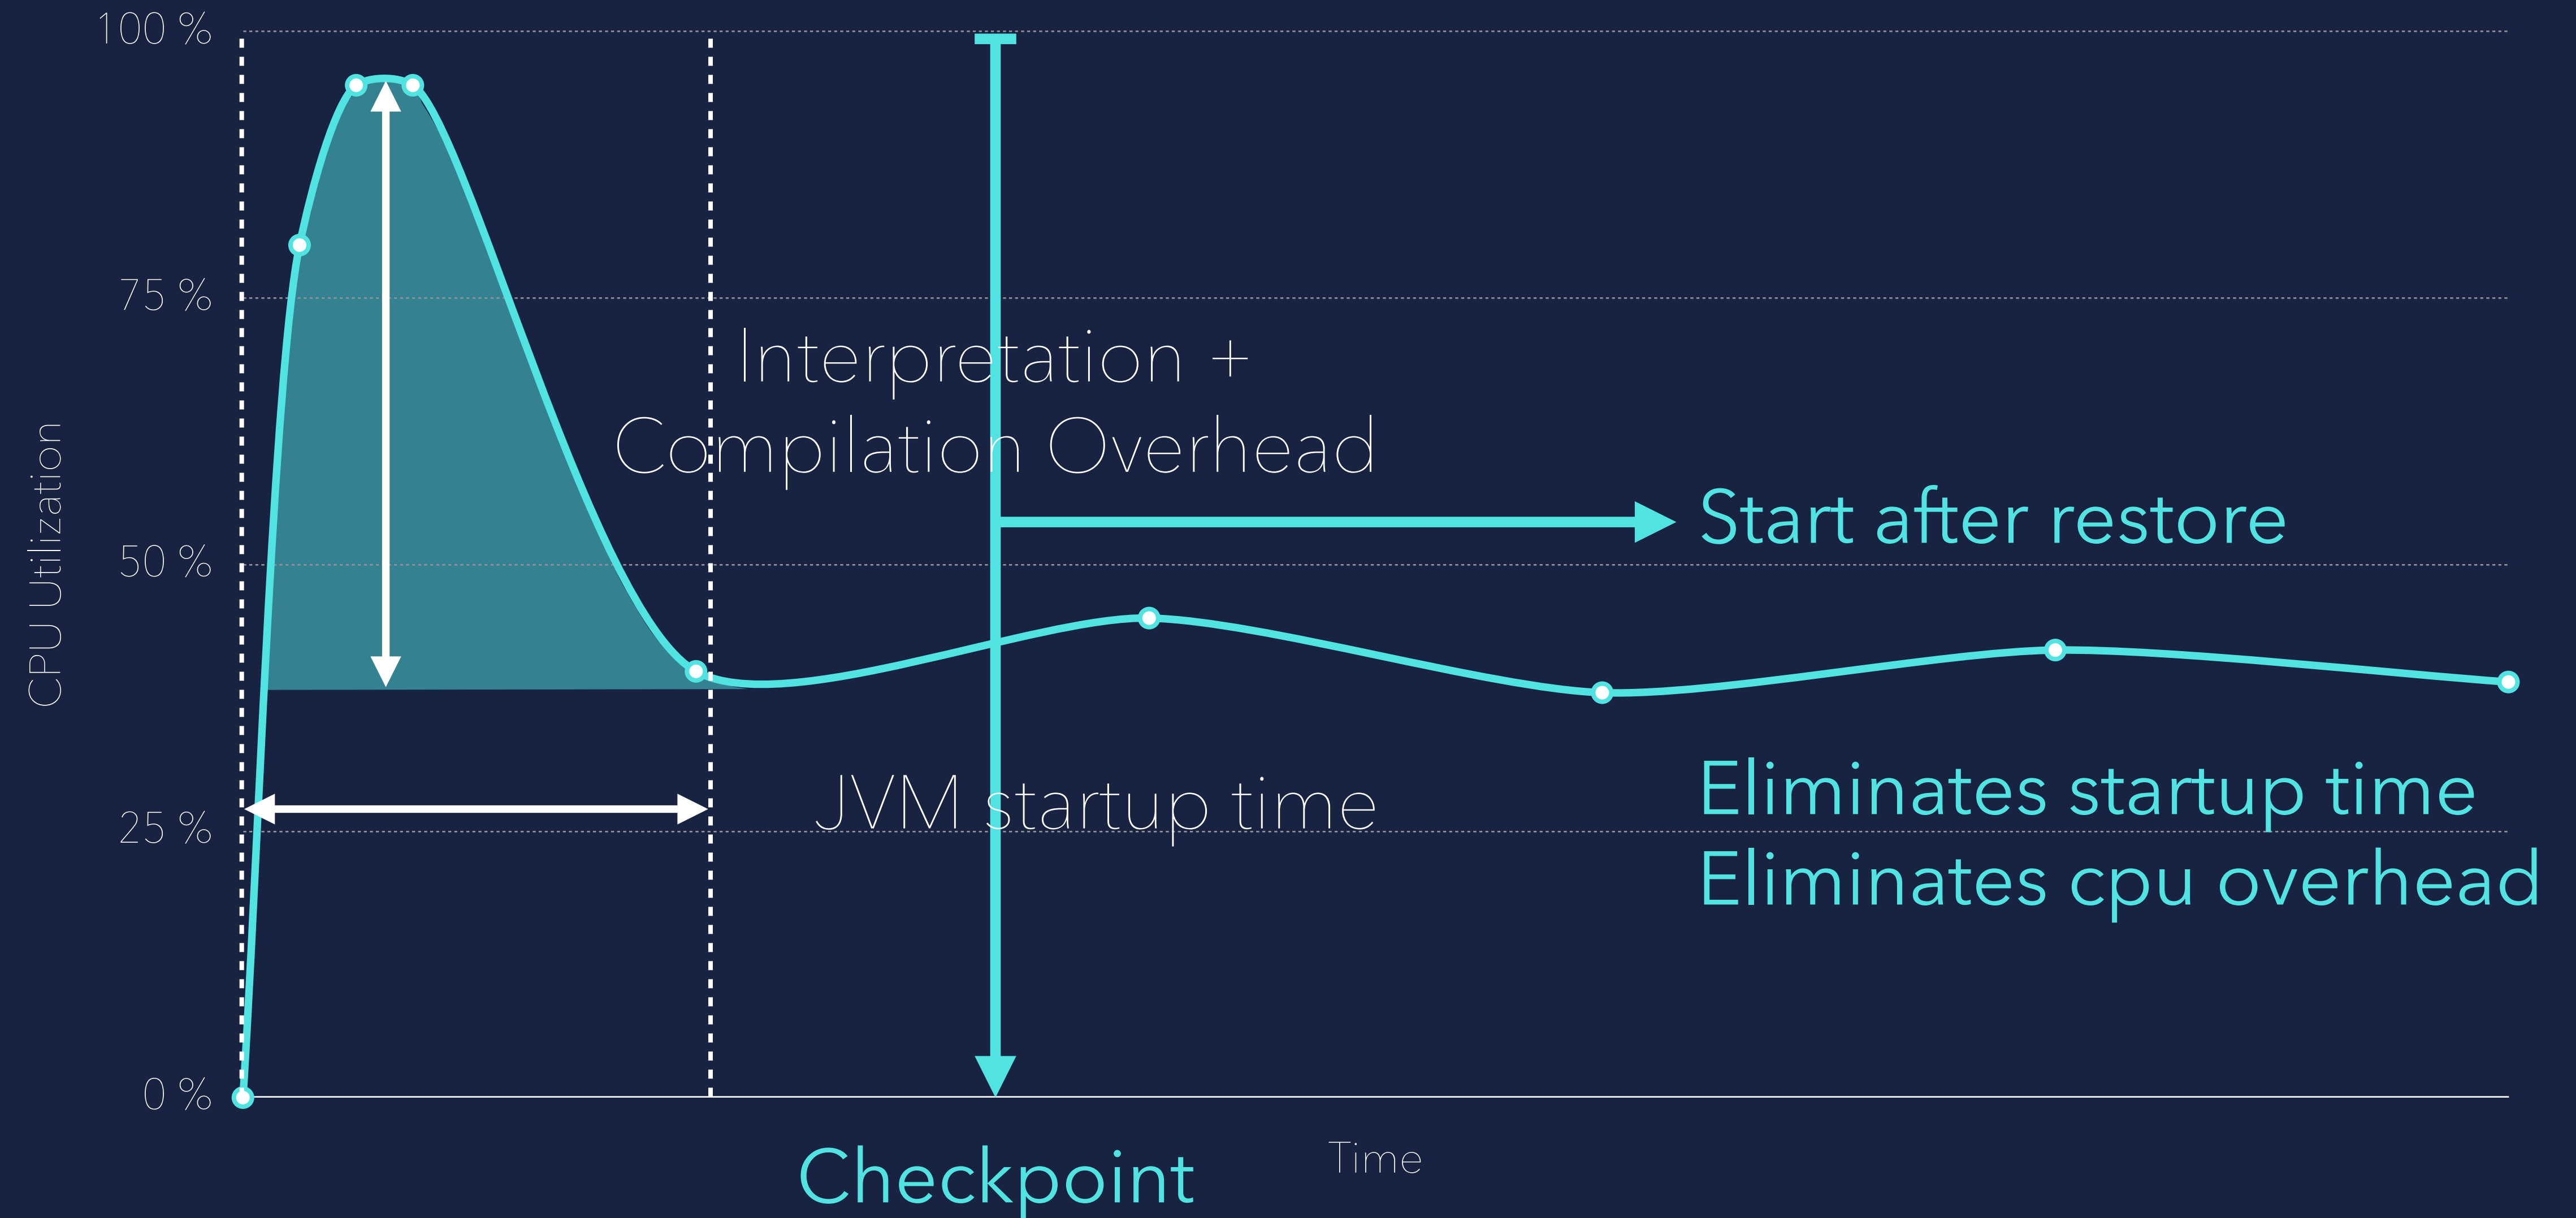 100 %
75 %
50 %
25 %
0 %
CPU Utilization
Interpretation +
Compilation Overhead
Start after restore
JVM startup time
Eliminates startup time
Eliminates cpu overhead
Checkpoint
Time